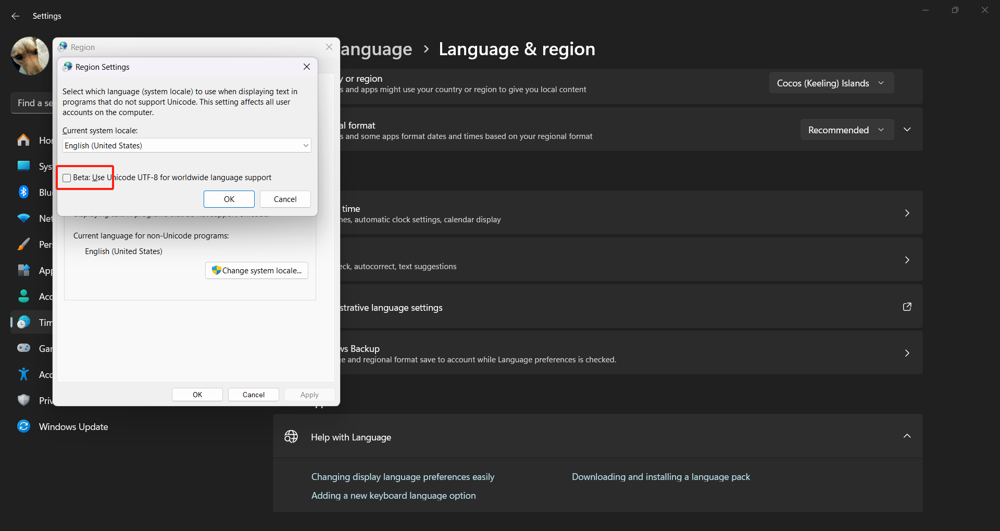 Settings
Region
Region Settings
Select which language (system locale) to use when displaying text in
programs that do not support Unicode. This setting affects all user
accounts on the computer.
Current system locale:
English (United States)
Beta: Use Unicode UTF-8 for worldwide language support
OK
Cancel
Current language for non-Unicode programs:
English (United States)
Change system locale...
OK
Cancel
Apply
Find a se
Hor
Sys
Blu
Net
Per
App
Acc
Tim
Gar
Acc
Priv
Windows Update
anguage > Language & region
y or region
s and apps might use your country or region to give you local content
Cocos (Keeling) Islands
al format
s and some apps format dates and times based on your regional format
Recommended
time
nes, automatic clock settings, calendar display
eck, autocorrect, text suggestions
strative language settings
ws Backup
e and regional format save to account while Language preferences is checked.
Help with Language
Changing display language preferences easily
Downloading and installing a language pack
Adding a new keyboard language option